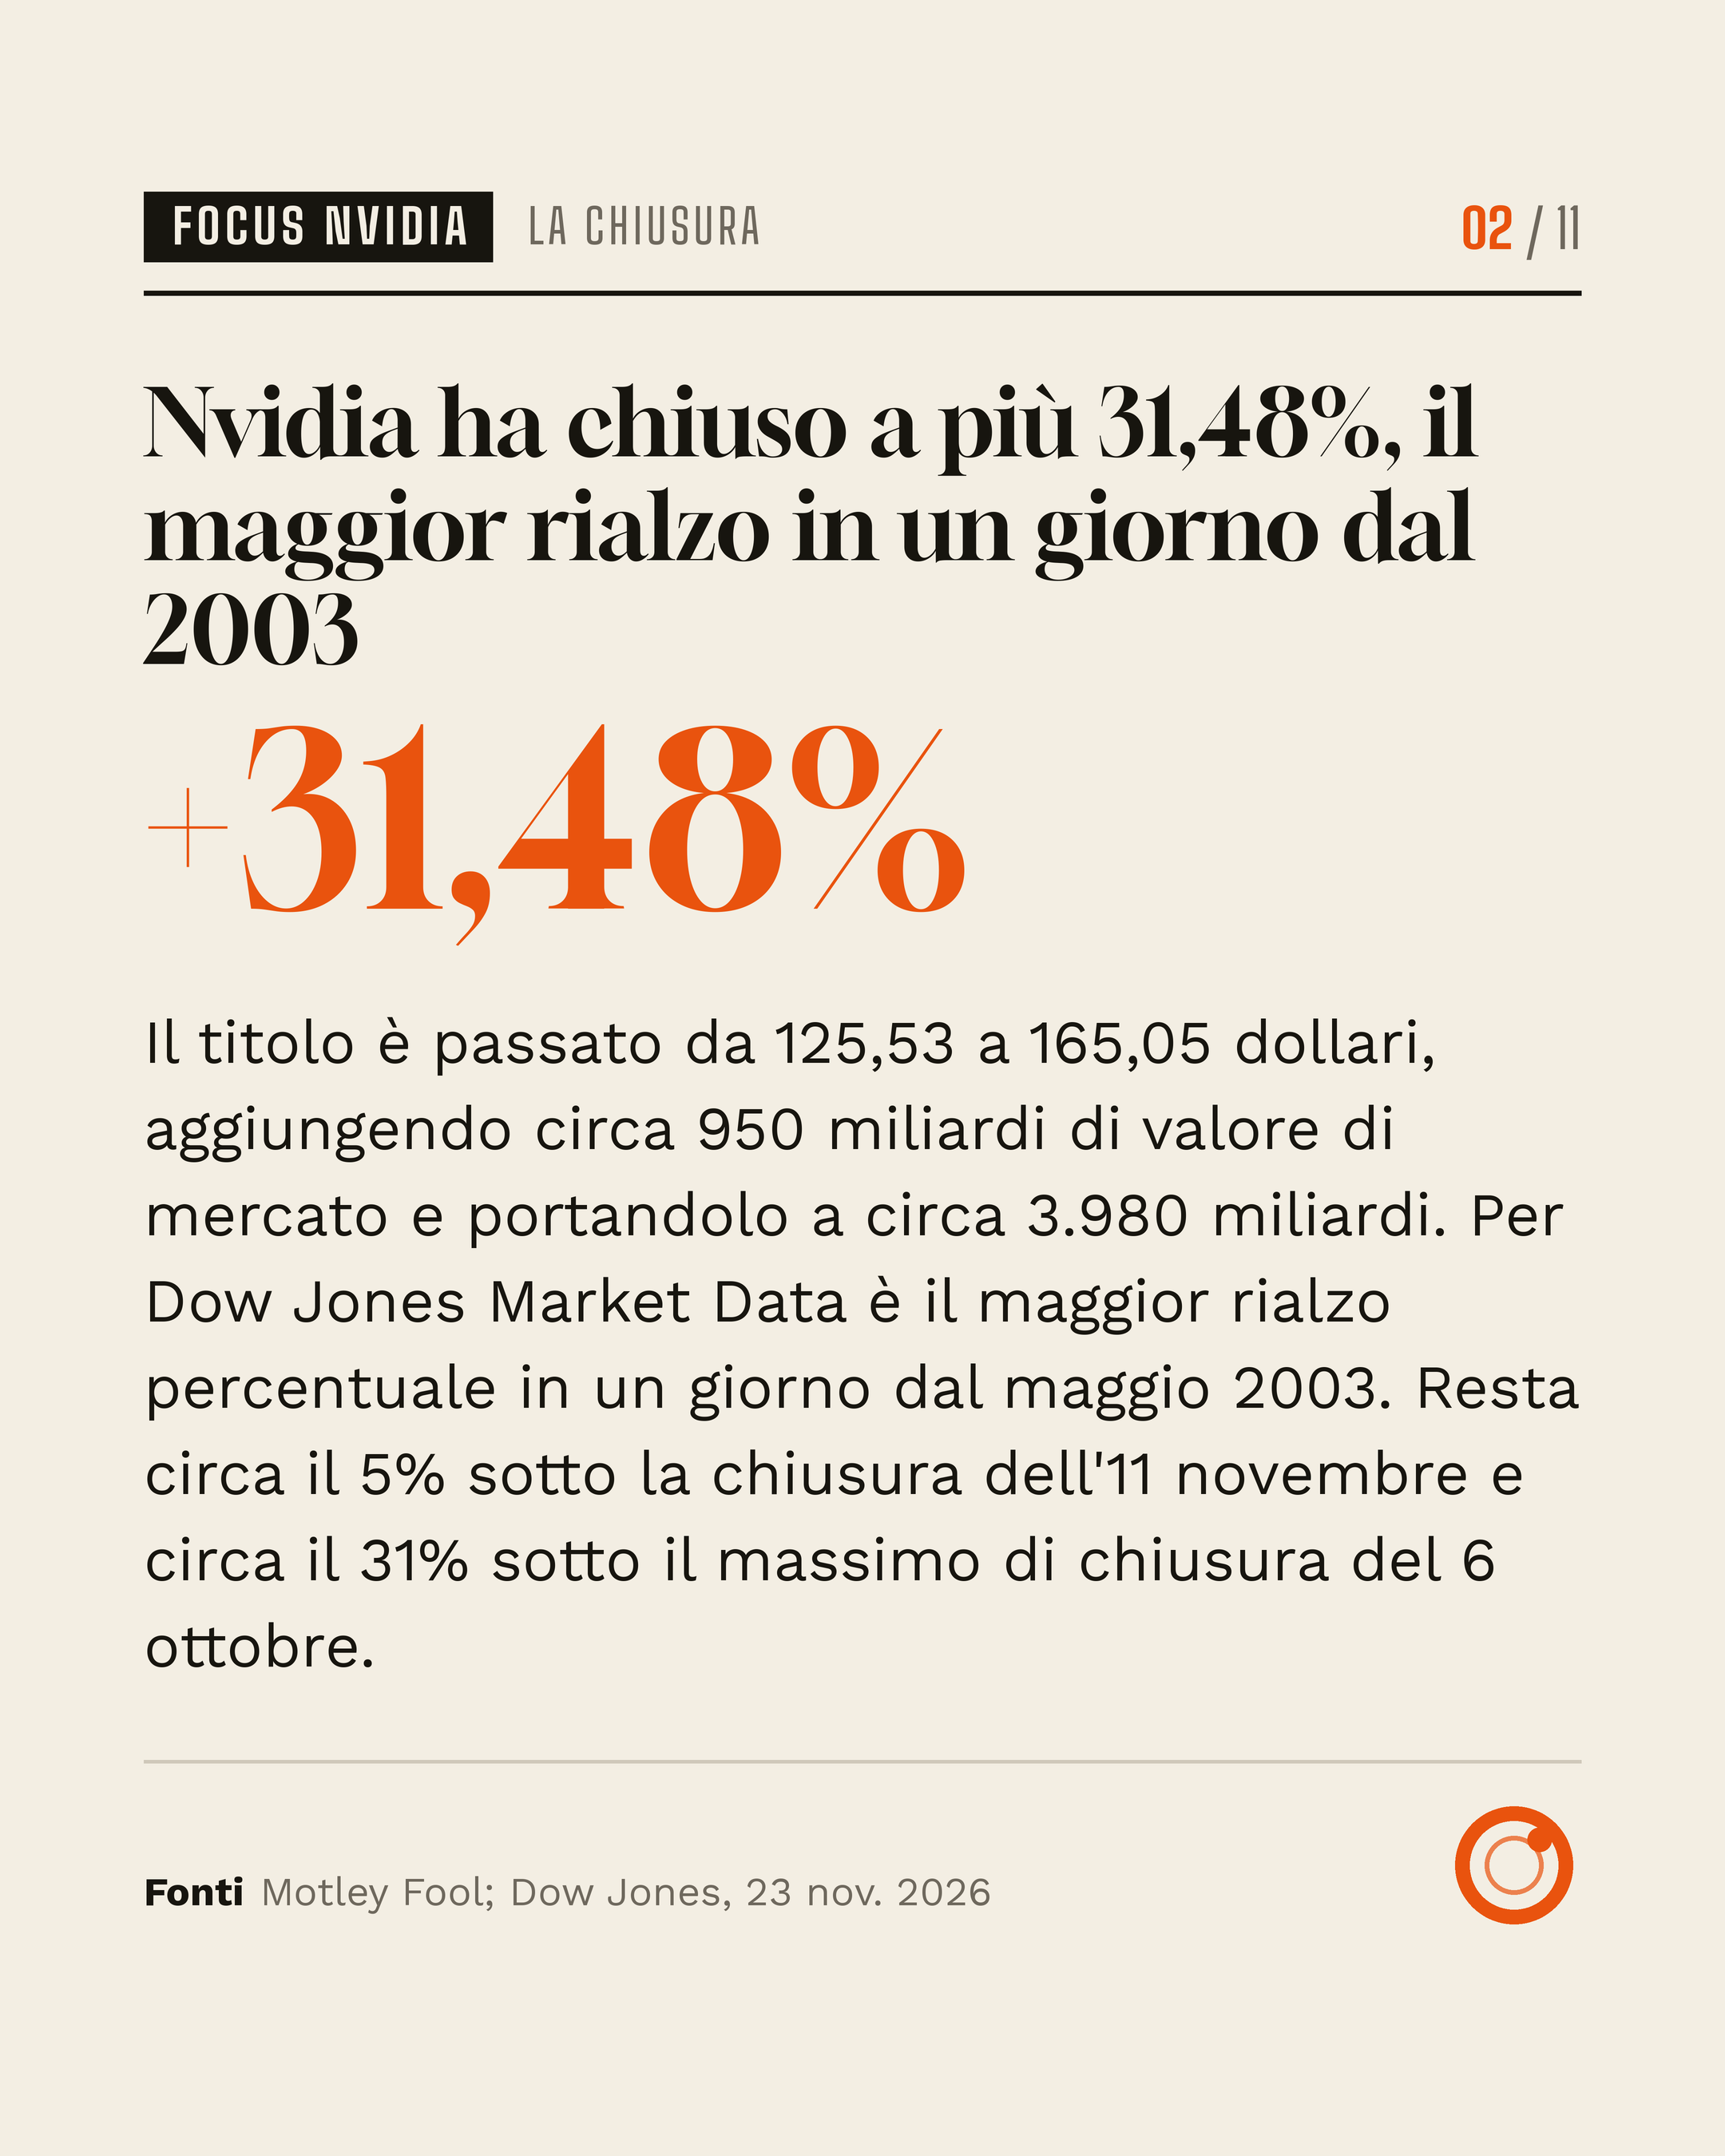 FOCUS NVIDIA LA CHIUSURA 02 / 11
Nvidia ha chiuso a più 31,48%, il
maggior rialzo in un giorno dal
2003
+31,48%
Il titolo è passato da 125,53 a 165,05 dollari,
aggiungendo circa 950 miliardi di valore di
mercato e portandolo a circa 3.980 miliardi. Per
Dow Jones Market Data è il maggior rialzo
percentuale in un giorno dal maggio 2003. Resta
circa il 5% sotto la chiusura dell'11 novembre e
circa il 31% sotto il massimo di chiusura del 6
ottobre.
Fonti Motley Fool; Dow Jones, 23 nov. 2026